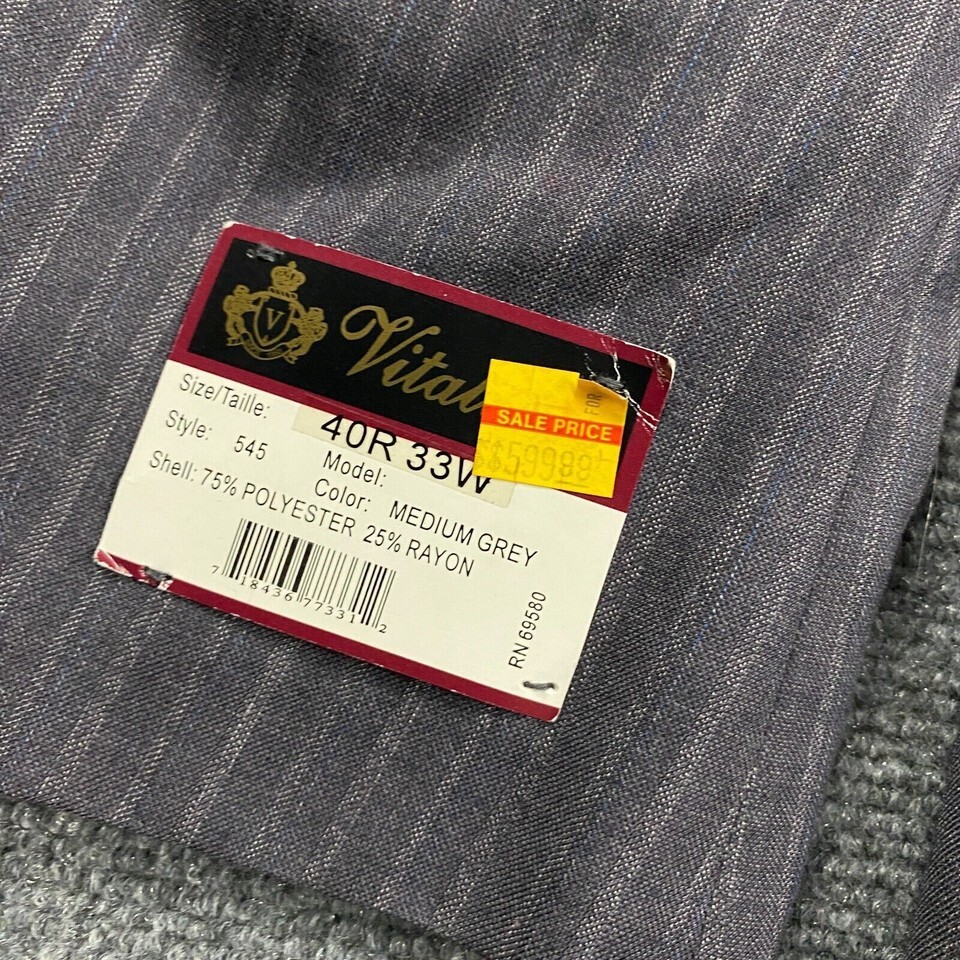 V
Vital
FOR
SALE PRICE
Size/Taille: 40R 33W
Style: 545 Model:
Color: MEDIUM GREY
Shell: 75% POLYESTER 25% RAYON
7 18436 77331 2
RN 69580